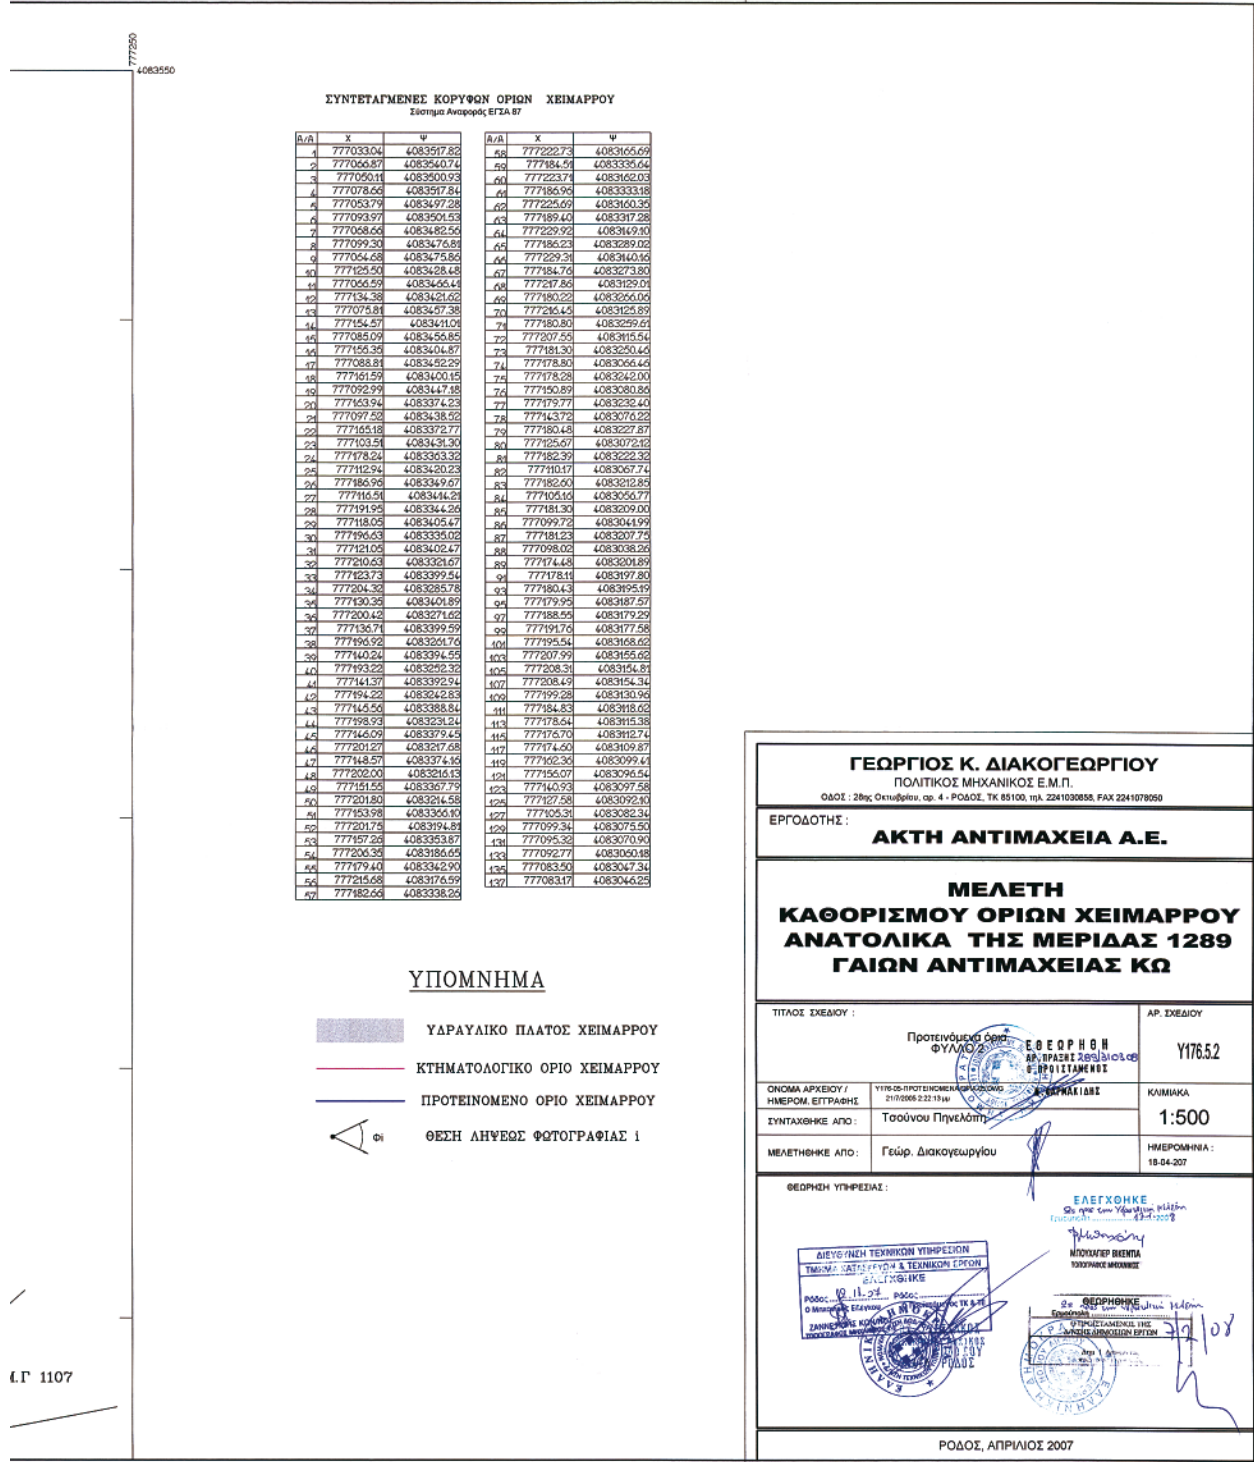 777250
4083550
ΣΥΝΤΕΤΑΓΜΕΝΕΣ ΚΟΡΥΦΩΝ ΟΡΙΩΝ ΧΕΙΜΑΡΡΟΥ
Σύστημα Αναφοράς ΕΓΣΑ 87
Α/Α Χ Ψ
1 777033.04 4083517.82
2 777066.87 4083540.74
3 777050.11 4083500.93
4 777078.66 4083517.84
5 777053.79 4083497.28
6 777093.97 4083501.53
7 777068.66 4083482.56
8 777099.30 4083476.81
9 777064.68 4083475.86
10 777125.50 4083428.48
11 777066.59 4083466.41
12 777134.38 4083421.62
13 777075.81 4083457.38
14 777154.57 4083411.01
15 777085.09 4083456.85
16 777155.35 4083404.87
17 777088.81 4083452.29
18 777161.59 4083400.15
19 777092.99 4083447.18
20 777163.94 4083374.23
21 777097.52 4083438.52
22 777165.18 4083372.77
23 777103.51 4083431.30
24 777178.24 4083363.32
25 777112.94 4083420.23
26 777186.96 4083349.67
27 777116.51 4083414.21
28 777191.95 4083344.26
29 777118.05 4083405.47
30 777196.63 4083335.02
31 777121.05 4083402.47
32 777210.63 4083321.67
33 777123.73 4083399.54
34 777204.32 4083285.78
35 777130.35 4083401.89
36 777200.42 4083271.62
37 777136.71 4083399.59
38 777196.92 4083261.76
39 777140.24 4083394.55
40 777193.22 4083252.32
41 777141.37 4083392.94
42 777194.22 4083242.83
43 777145.56 4083388.84
44 777198.93 4083231.24
45 777146.09 4083379.45
46 777201.27 4083217.68
47 777148.57 4083374.16
48 777202.00 4083216.13
49 777151.55 4083367.79
50 777201.80 4083214.58
51 777153.98 4083366.10
52 777201.75 4083194.81
53 777157.26 4083353.87
54 777206.35 4083186.65
55 777179.40 4083342.90
56 777215.68 4083176.59
57 777182.66 4083338.26
Α/Α Χ Ψ
58 777222.73 4083165.69
59 777184.51 4083335.64
60 777223.71 4083162.03
61 777186.96 4083333.18
62 777225.69 4083160.35
63 777189.40 4083317.28
64 777229.92 4083149.10
65 777186.23 4083289.02
66 777229.31 4083140.16
67 777184.76 4083273.80
68 777217.86 4083129.01
69 777180.22 4083266.06
70 777216.45 4083125.89
71 777180.80 4083259.61
72 777207.55 4083115.54
73 777181.30 4083250.46
74 777178.80 4083066.46
75 777178.28 4083242.00
76 777150.89 4083080.86
77 777179.77 4083232.40
78 777143.72 4083076.22
79 777180.48 4083227.87
80 777125.67 4083072.12
81 777182.39 4083222.32
82 777110.17 4083067.74
83 777182.60 4083212.85
84 777105.16 4083056.77
85 777181.30 4083209.00
86 777099.72 4083041.99
87 777181.23 4083207.75
88 777098.02 4083038.26
89 777174.48 4083201.89
91 777178.11 4083197.80
93 777180.43 4083195.19
95 777179.95 4083187.57
97 777188.55 4083179.29
99 777191.76 4083177.58
101 777195.54 4083168.62
103 777207.99 4083155.62
105 777208.31 4083154.81
107 777208.49 4083154.34
109 777199.28 4083130.96
111 777184.83 4083118.62
113 777178.64 4083115.38
115 777176.70 4083112.74
117 777174.60 4083109.87
119 777162.36 4083099.41
121 777156.07 4083096.54
123 777140.93 4083097.58
125 777127.58 4083092.10
127 777105.31 4083082.34
129 777099.34 4083075.50
131 777095.32 4083070.90
133 777092.77 4083060.18
135 777083.50 4083047.34
137 777083.17 4083046.25
ΥΠΟΜΝΗΜΑ
ΥΔΡΑΥΛΙΚΟ ΠΛΑΤΟΣ ΧΕΙΜΑΡΡΟΥ
ΚΤΗΜΑΤΟΛΟΓΙΚΟ ΟΡΙΟ ΧΕΙΜΑΡΡΟΥ
ΠΡΟΤΕΙΝΟΜΕΝΟ ΟΡΙΟ ΧΕΙΜΑΡΡΟΥ
Φi ΘΕΣΗ ΛΗΨΕΩΣ ΦΩΤΟΓΡΑΦΙΑΣ i
Μ.Γ 1107
ΓΕΩΡΓΙΟΣ Κ. ΔΙΑΚΟΓΕΩΡΓΙΟΥ
ΠΟΛΙΤΙΚΟΣ ΜΗΧΑΝΙΚΟΣ Ε.Μ.Π.
ΟΔΟΣ : 28ης Οκτωβρίου, αρ. 4 - ΡΟΔΟΣ, ΤΚ 85100, τηλ. 2241030858, FAX 2241078050
ΕΡΓΟΔΟΤΗΣ :
ΑΚΤΗ ΑΝΤΙΜΑΧΕΙΑ Α.Ε.
ΜΕΛΕΤΗ
ΚΑΘΟΡΙΣΜΟΥ ΟΡΙΩΝ ΧΕΙΜΑΡΡΟΥ
ΑΝΑΤΟΛΙΚΑ ΤΗΣ ΜΕΡΙΔΑΣ 1289
ΓΑΙΩΝ ΑΝΤΙΜΑΧΕΙΑΣ ΚΩ
ΤΙΤΛΟΣ ΣΧΕΔΙΟΥ :
Προτεινόμενα όρια
ΦΥΛΛΟ 2
ΑΡ. ΣΧΕΔΙΟΥ
Υ176.5.2
ΕΘΕΩΡΗΘΗ
ΑΡ. ΠΡΑΞΗΣ
Ο ΠΡΟΙΣΤΑΜΕΝΟΣ
ΟΝΟΜΑ ΑΡΧΕΙΟΥ /
ΗΜΕΡΟΜ. ΕΓΓΡΑΦΗΣ
21/7/2005 2:22:13 μμ
ΚΛΙΜΑΚΑ
1:500
ΣΥΝΤΑΧΘΗΚΕ ΑΠΟ :
Τσούνου Πηνελόπη
ΜΕΛΕΤΗΘΗΚΕ ΑΠΟ :
Γεώρ. Διακογεωργίου
ΗΜΕΡΟΜΗΝΙΑ :
18-04-207
ΘΕΩΡΗΣΗ ΥΠΗΡΕΣΙΑΣ :
ΕΛΕΓΧΘΗΚΕ
ΜΠΟΥΧΑΓΙΕΡ ΒΙΚΕΝΤΙΑ
ΤΟΠΟΓΡΑΦΟΣ ΜΗΧΑΝΙΚΟΣ
ΔΙΕΥΘΥΝΣΗ ΤΕΧΝΙΚΩΝ ΥΠΗΡΕΣΙΩΝ
ΤΜΗΜΑ ΚΑΤΑΣΚΕΥΩΝ & ΤΕΧΝΙΚΩΝ ΕΡΓΩΝ
ΕΛΕΓΧΘΗΚΕ
ΘΕΩΡΗΘΗΚΕ
7/2/08
ΡΟΔΟΣ, ΑΠΡΙΛΙΟΣ 2007